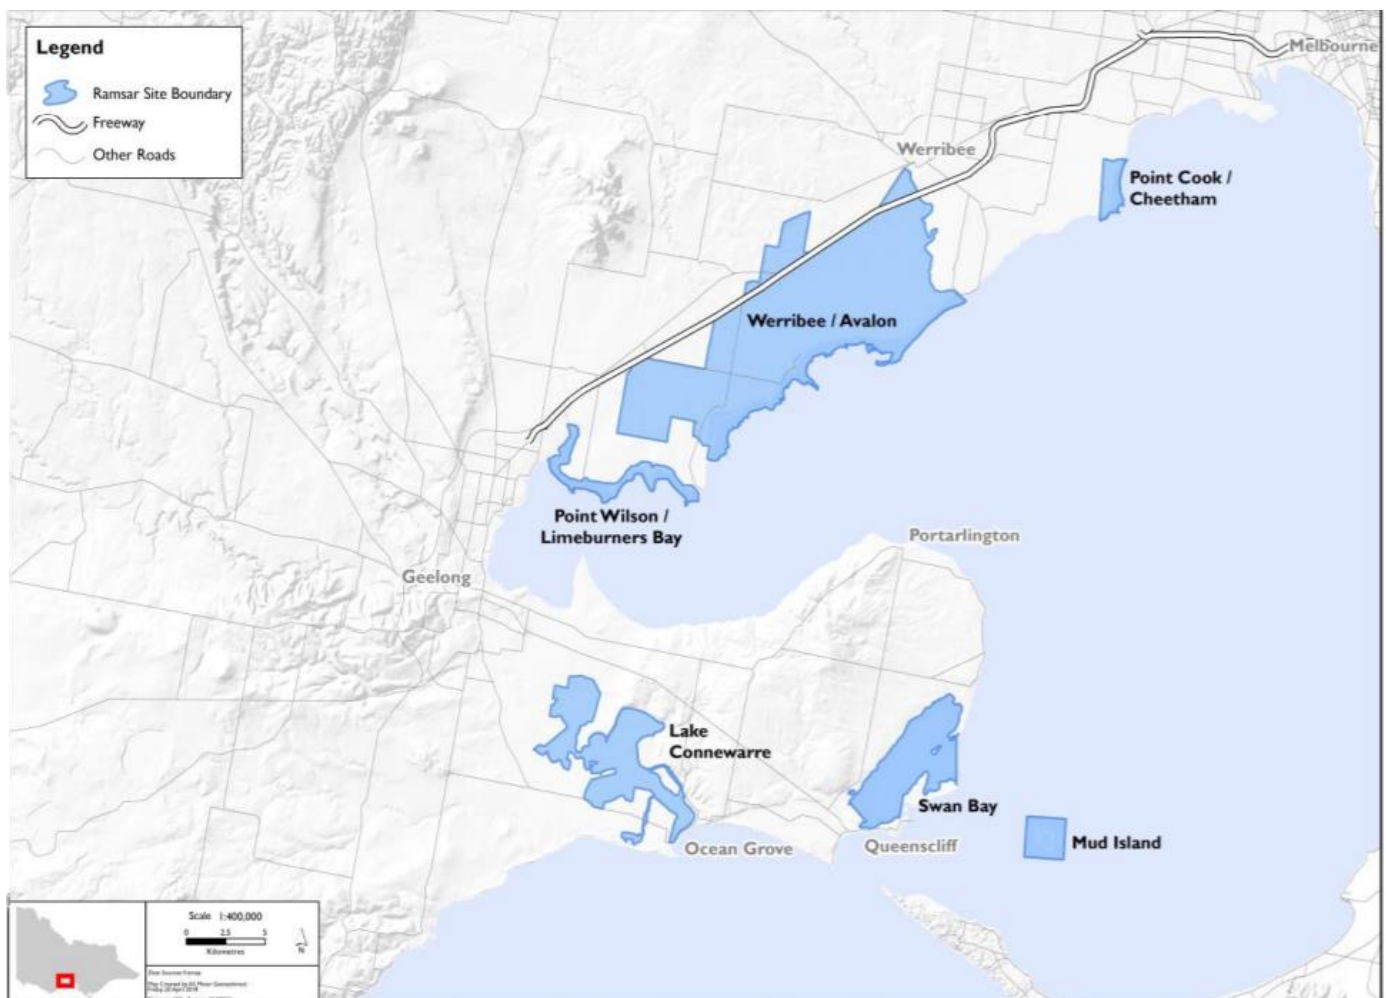 Legend
Ramsar Site Boundary
Freeway
Other Roads
Melbourne
Werribee
Point Cook /
Cheetham
Werribee / Avalon
Point Wilson /
Limeburners Bay
Portarlington
Geelong
Lake
Connewarre
Swan Bay
Mud Island
Ocean Grove
Queenscliff
Scale 1:400,000
0 2.5 5
Kilometres
N